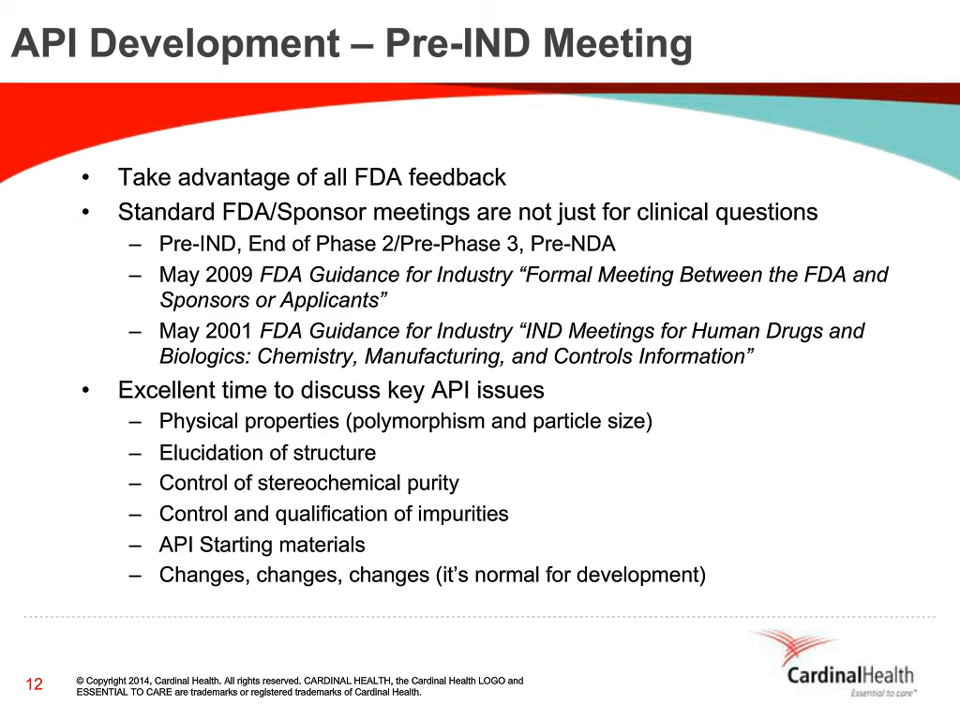 API Development – Pre-IND Meeting
• Take advantage of all FDA feedback
• Standard FDA/Sponsor meetings are not just for clinical questions
– Pre-IND, End of Phase 2/Pre-Phase 3, Pre-NDA
– May 2009 FDA Guidance for Industry “Formal Meeting Between the FDA and
Sponsors or Applicants”
– May 2001 FDA Guidance for Industry “IND Meetings for Human Drugs and
Biologics: Chemistry, Manufacturing, and Controls Information”
• Excellent time to discuss key API issues
– Physical properties (polymorphism and particle size)
– Elucidation of structure
– Control of stereochemical purity
– Control and qualification of impurities
– API Starting materials
– Changes, changes, changes (it’s normal for development)
12
© Copyright 2014, Cardinal Health. All rights reserved. CARDINAL HEALTH, the Cardinal Health LOGO and
ESSENTIAL TO CARE are trademarks or registered trademarks of Cardinal Health.
CardinalHealth
Essential to care™